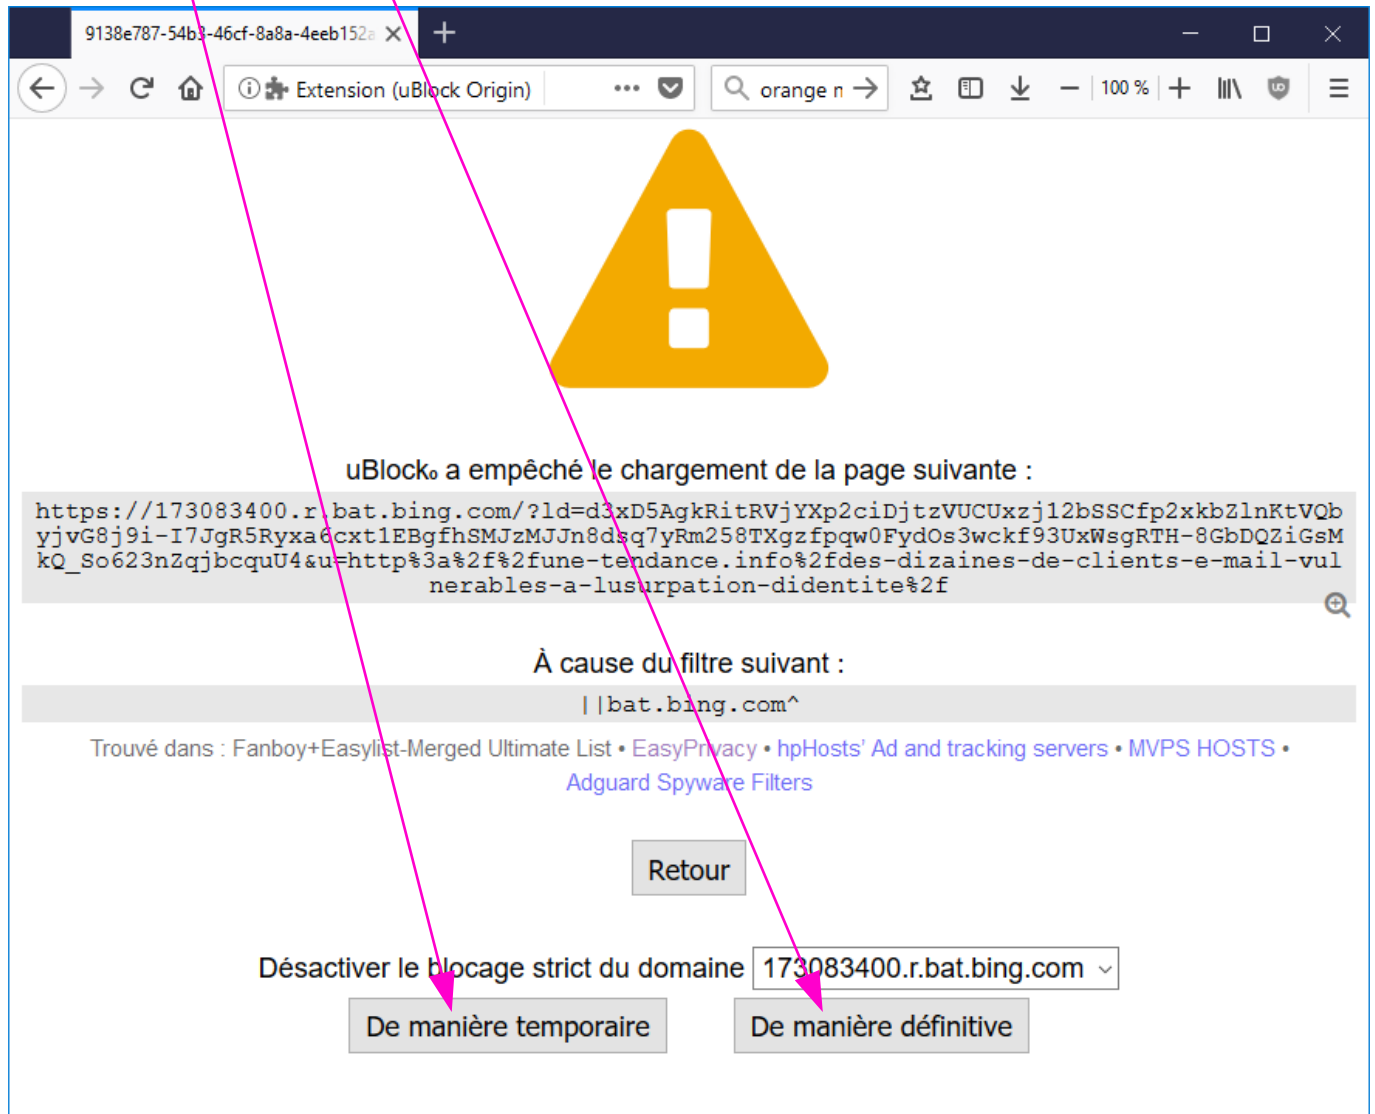 9138e787-54b3-46cf-8a8a-4eeb152a
Extension (uBlock Origin)
orange n
100 %
uBlock₀ a empêché le chargement de la page suivante :
https://173083400.r.bat.bing.com/?ld=d3xD5AgkRitRVjYXp2ciDjtzVUCUxzj12bSSCfp2xkbZlnKtVQb
yjvG8j9i-I7JgR5Ryxa6cxt1EBgfhSMJzMJJn8dsq7yRm258TXgzfpqw0FydOs3wckf93UxWsgRTH-8GbDQZiGsM
kQ_So623nZqjbcquU4&u=http%3a%2f%2fune-tendance.info%2fdes-dizaines-de-clients-e-mail-vul
nerables-a-lusurpation-didentite%2f
À cause du filtre suivant :
||bat.bing.com^
Trouvé dans : Fanboy+Easylist-Merged Ultimate List • EasyPrivacy • hpHosts’ Ad and tracking servers • MVPS HOSTS •
Adguard Spyware Filters
Retour
Désactiver le blocage strict du domaine 173083400.r.bat.bing.com
De manière temporaire De manière définitive